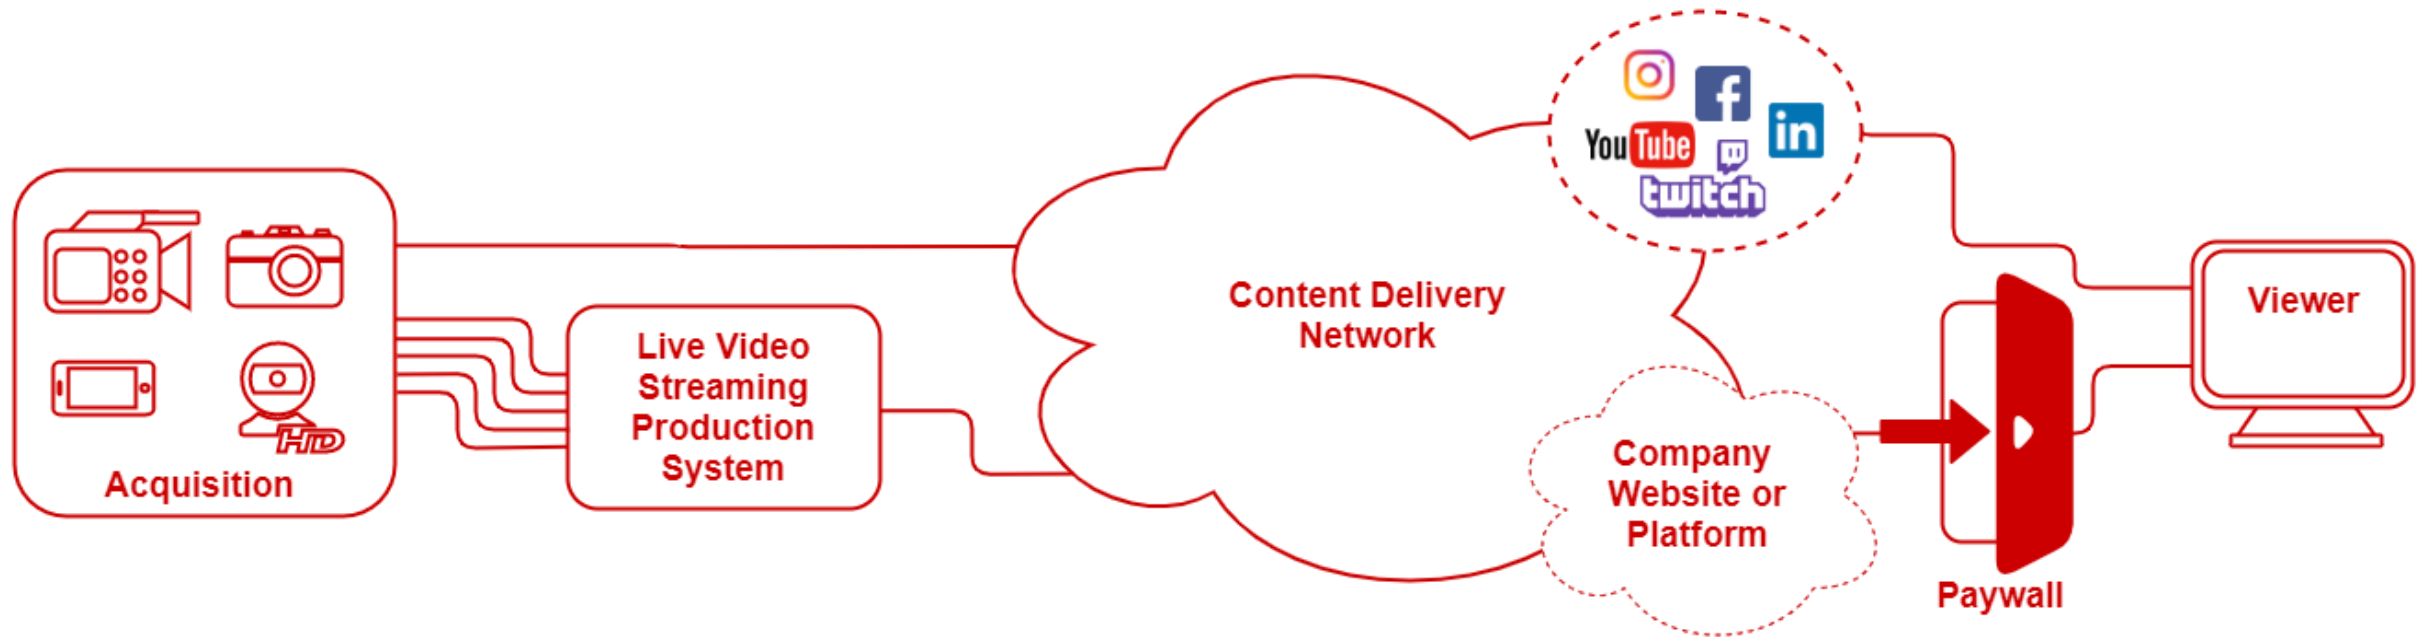 HD
Acquisition
Live Video
Streaming
Production
System
Content Delivery
Network
f
in
YouTube
twitch
Company
Website or
Platform
Paywall
Viewer